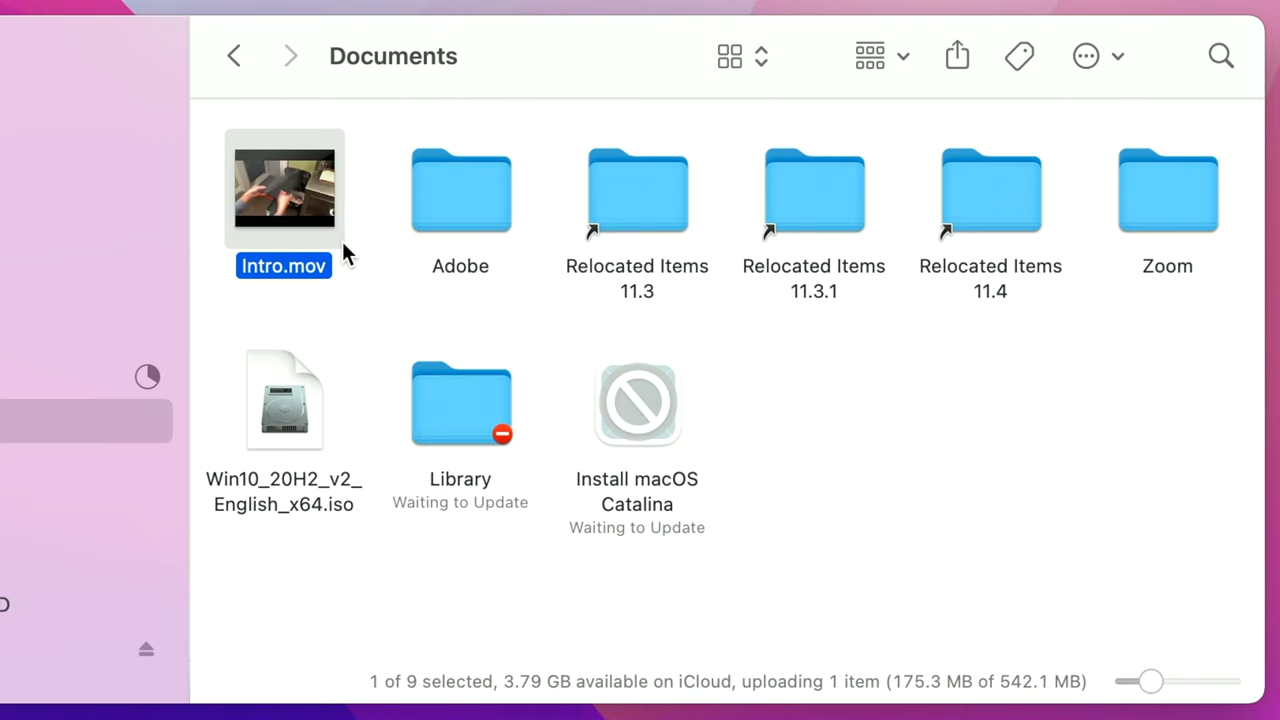 Documents
Intro.mov
Adobe
Relocated Items
11.3
Relocated Items
11.3.1
Relocated Items
11.4
Zoom
Win10_20H2_v2_
English_x64.iso
Library
Waiting to Update
Install macOS
Catalina
Waiting to Update
D
1 of 9 selected, 3.79 GB available on iCloud, uploading 1 item (175.3 MB of 542.1 MB)